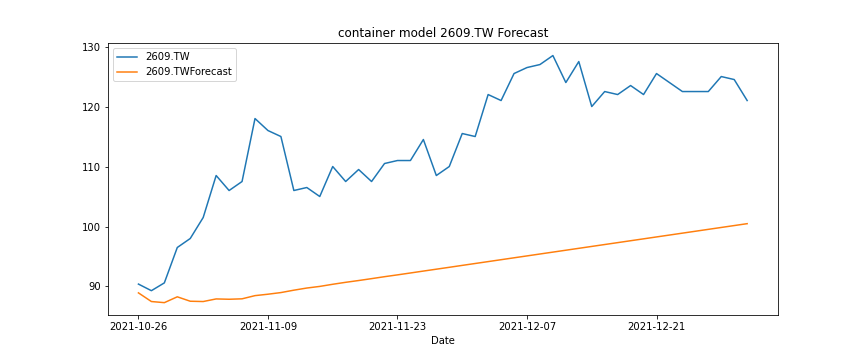 container model 2609.TW Forecast
2609.TW
2609.TWForecast
130
120
110
100
90
2021-10-26 2021-11-09 2021-11-23 2021-12-07 2021-12-21
Date